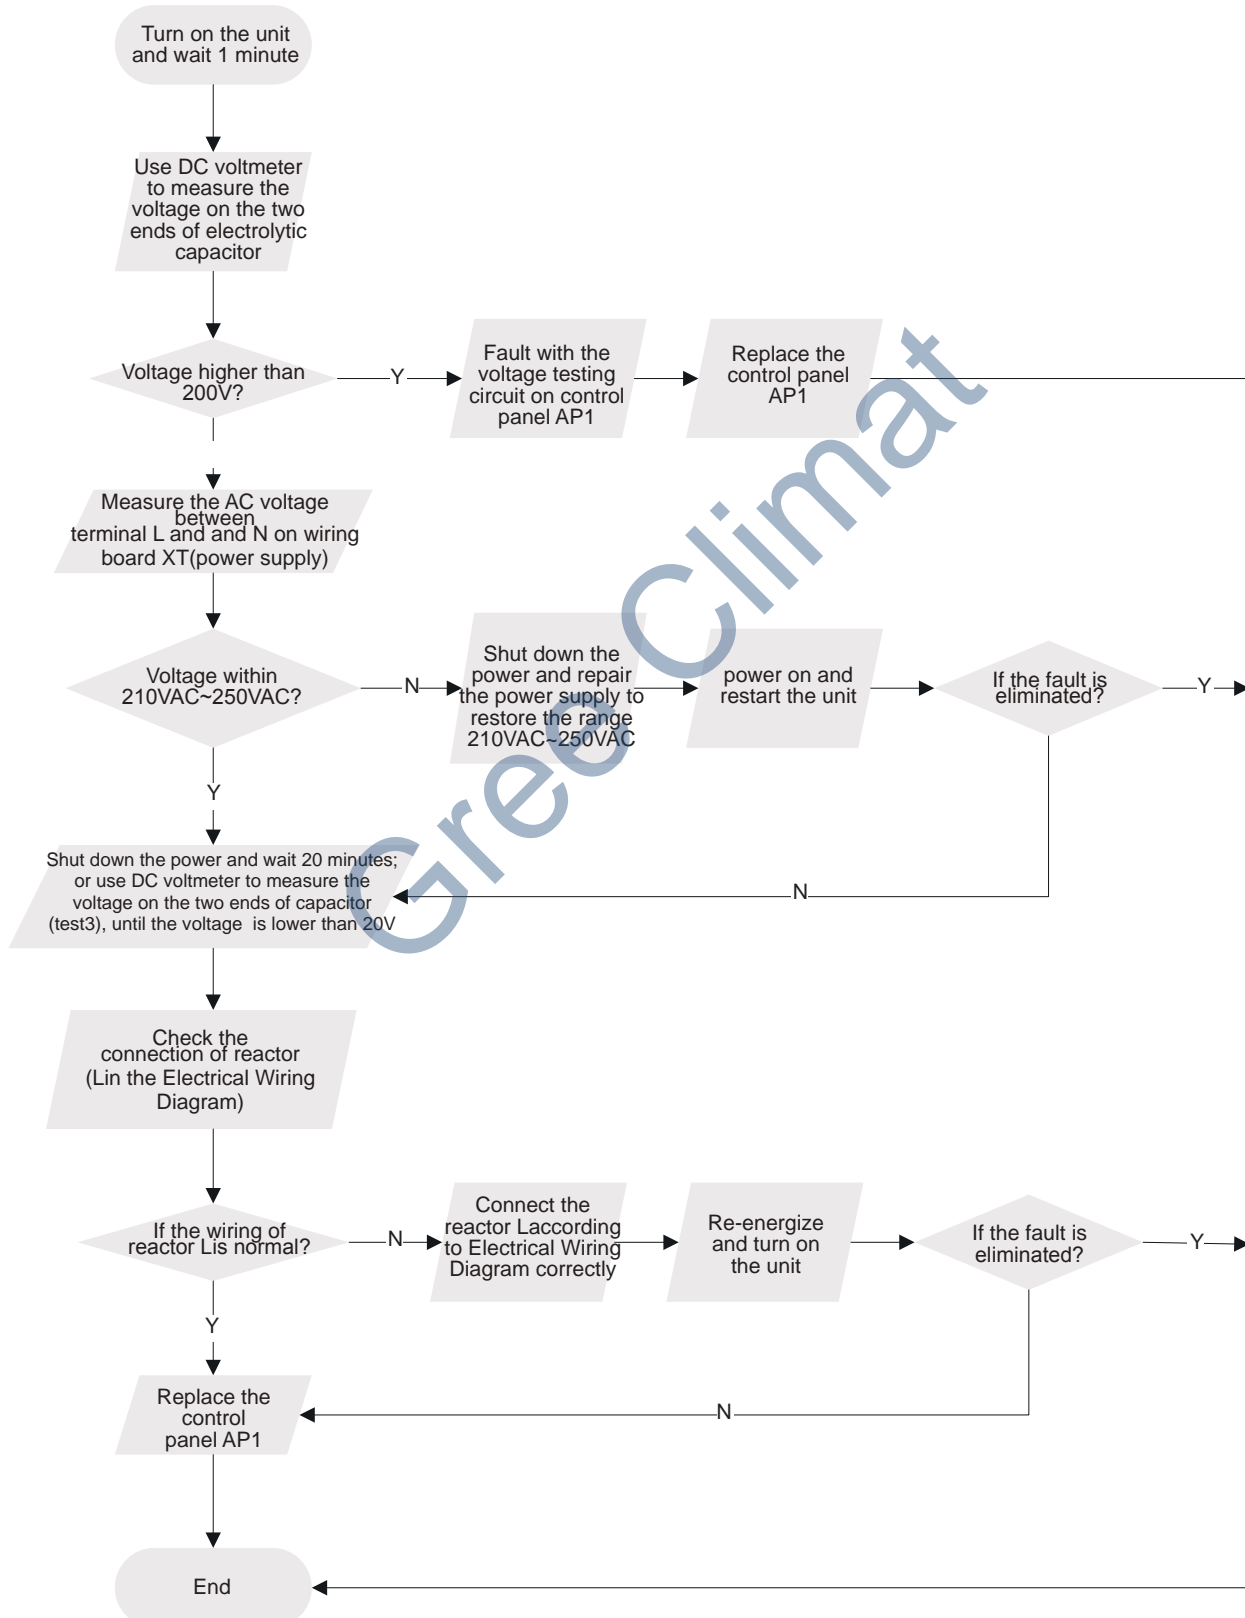 Turn on the unit
and wait 1 minute
Use DC voltmeter
to measure the
voltage on the two
ends of electrolytic
capacitor
Voltage higher than
200V?
Y
Fault with the
voltage testing
circuit on control
panel AP1
Replace the
control panel
AP1
Measure the AC voltage
between
terminal L and and N on wiring
board XT(power supply)
Voltage within
210VAC~250VAC?
N
Shut down the
power and repair
the power supply to
restore the range
210VAC~250VAC
power on and
restart the unit
If the fault is
eliminated?
Y
Y
N
Shut down the power and wait 20 minutes;
or use DC voltmeter to measure the
voltage on the two ends of capacitor
(test3), until the voltage is lower than 20V
Check the
connection of reactor
(Lin the Electrical Wiring
Diagram)
If the wiring of
reactor Lis normal?
N
Connect the
reactor Laccording
to Electrical Wiring
Diagram correctly
Re-energize
and turn on
the unit
If the fault is
eliminated?
Y
Y
N
Replace the
control
panel AP1
End
Gree Climat